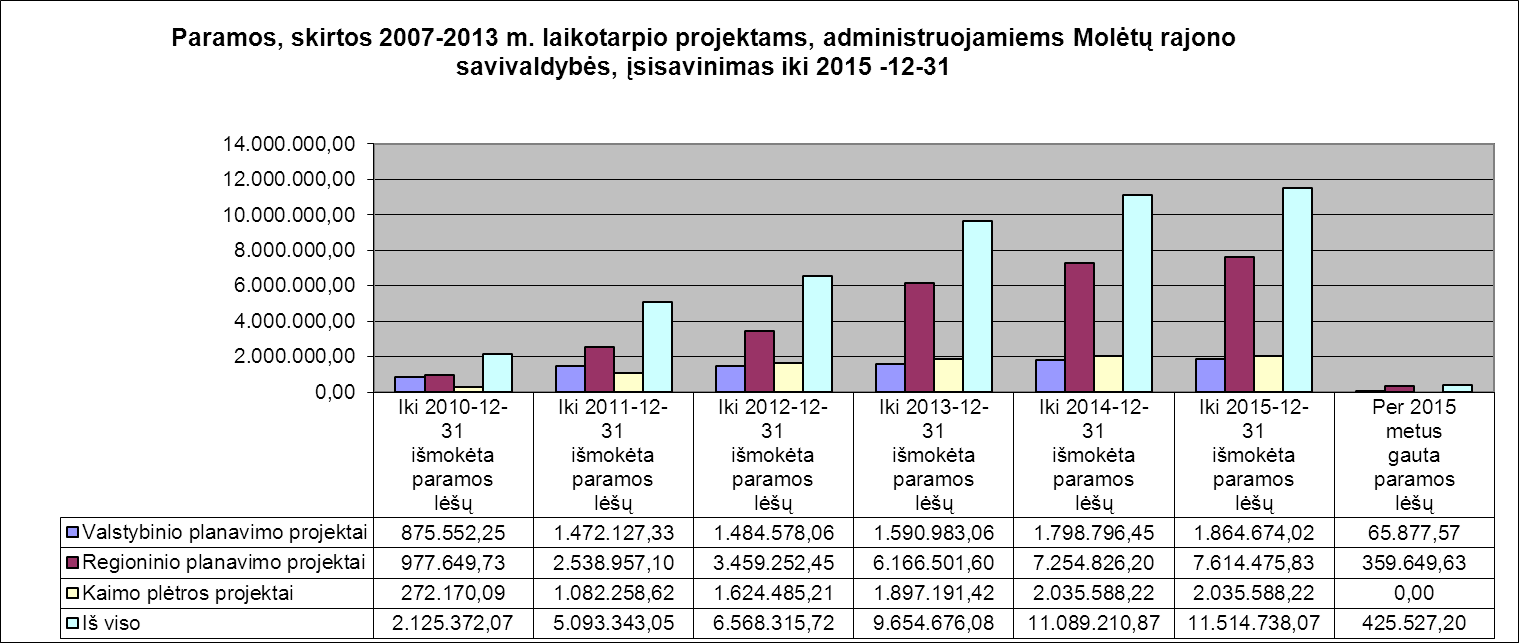 Paramos, skirtos 2007-2013 m. laikotarpio projektams, administruojamiems Molėtų rajono
savivaldybės, įsisavinimas iki 2015 -12-31
14.000.000,00
12.000.000,00
10.000.000,00
8.000.000,00
6.000.000,00
4.000.000,00
2.000.000,00
0,00
Iki 2010-12-
31
išmokėta
paramos
lėšų
Iki 2011-12-
31
išmokėta
paramos
lėšų
Iki 2012-12-
31
išmokėta
paramos
lėšų
Iki 2013-12-
31
išmokėta
paramos
lėšų
Iki 2014-12-
31
išmokėta
paramos
lėšų
Iki 2015-12-
31
išmokėta
paramos
lėšų
Per 2015
metus
gauta
paramos
lėšų
Valstybinio planavimo projektai 875.552,25 1.472.127,33 1.484.578,06 1.590.983,06 1.798.796,45 1.864.674,02 65.877,57
Regioninio planavimo projektai 977.649,73 2.538.957,10 3.459.252,45 6.166.501,60 7.254.826,20 7.614.475,83 359.649,63
Kaimo plėtros projektai 272.170,09 1.082.258,62 1.624.485,21 1.897.191,42 2.035.588,22 2.035.588,22 0,00
Iš viso 2.125.372,07 5.093.343,05 6.568.315,72 9.654.676,08 11.089.210,87 11.514.738,07 425.527,20